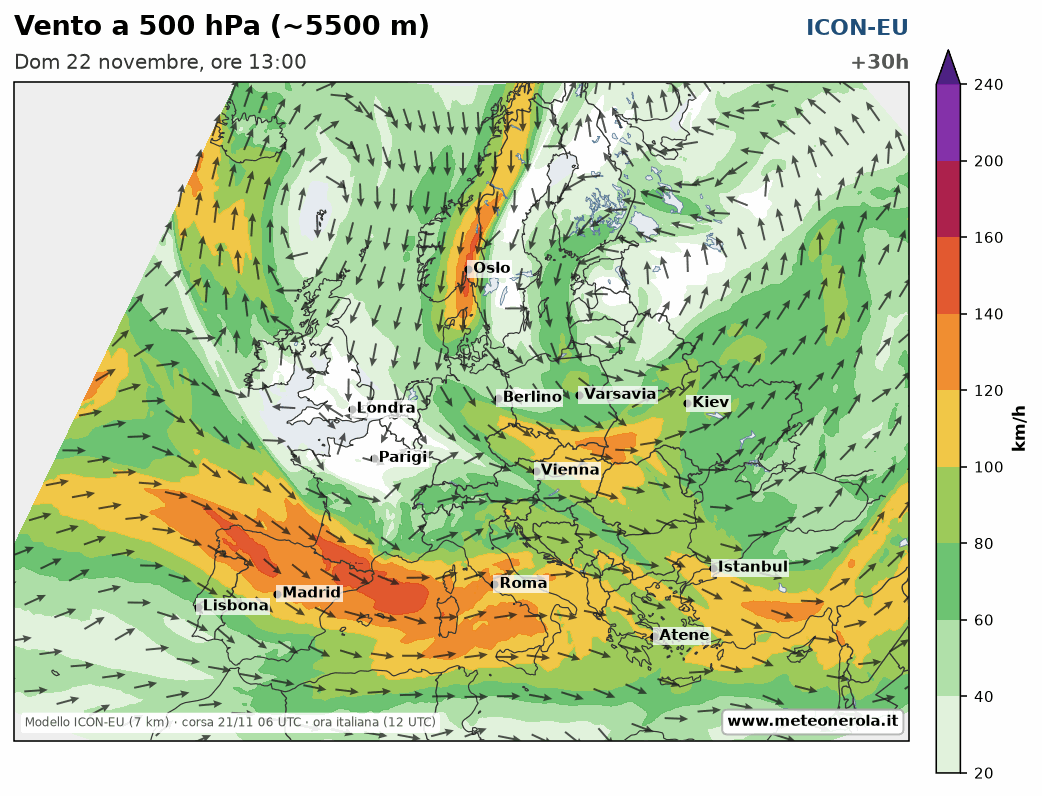 Vento a 500 hPa (~5500 m)
ICON-EU
Dom 22 novembre, ore 13:00
+30h
240
200
160
140
120
100
80
60
40
20
km/h
Oslo
Berlino
Varsavia
Kiev
Londra
Parigi
Vienna
Istanbul
Roma
Madrid
Lisbona
Atene
Modello ICON-EU (7 km) · corsa 21/11 06 UTC · ora italiana (12 UTC)
www.meteonerola.it